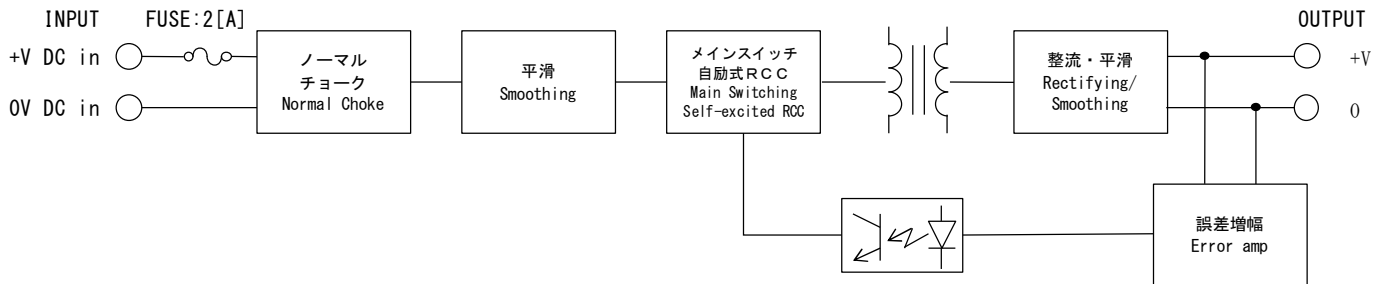 INPUT
FUSE:2[A]
OUTPUT
+V DC in
0V DC in
ノーマル
チョーク
Normal Choke
平滑
Smoothing
メインスイッチ
自励式ＲＣＣ
Main Switching
Self-excited RCC
整流・平滑
Rectifying/
Smoothing
+V
0
誤差増幅
Error amp